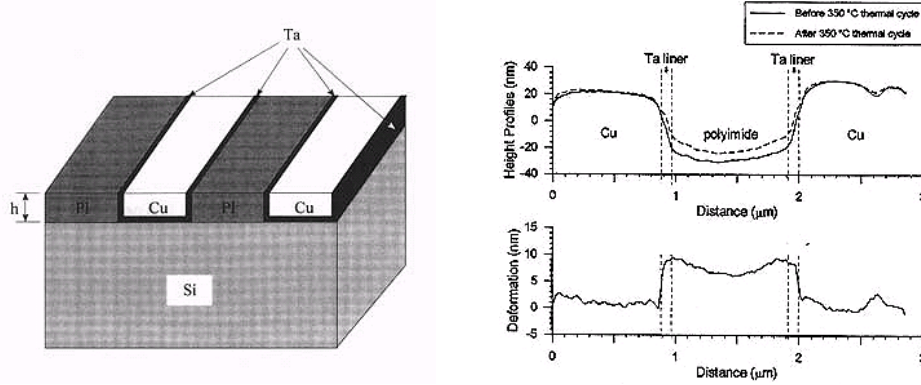 Ta
h
PI
Cu
PI
Cu
Si
Before 350 °C thermal cycle
After 350 °C thermal cycle
Ta liner
Ta liner
Height Profiles (nm)
40
20
0
-20
-40
Cu
polyimide
Cu
0
1
2
Distance (μm)
Deformation (nm)
15
10
5
0
-5
0
1
2
Distance (μm)